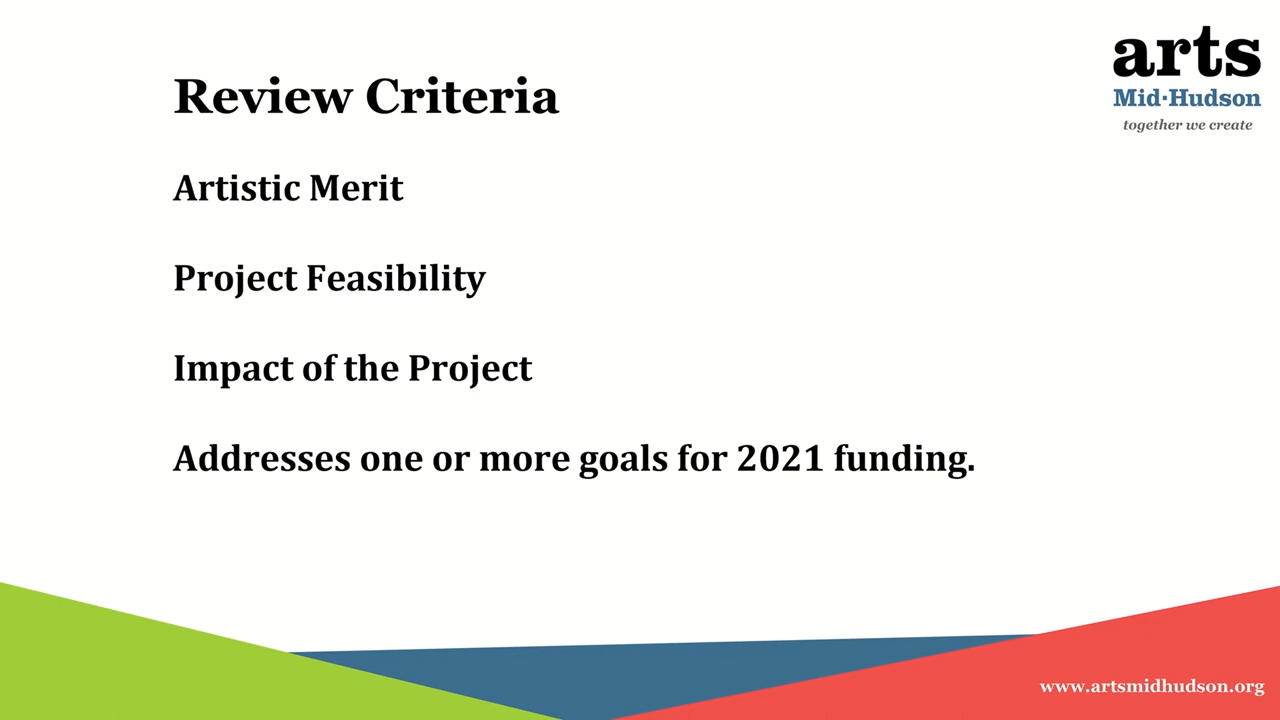 arts
Mid·Hudson
together we create
Review Criteria
Artistic Merit
Project Feasibility
Impact of the Project
Addresses one or more goals for 2021 funding.
www.artsmidhudson.org